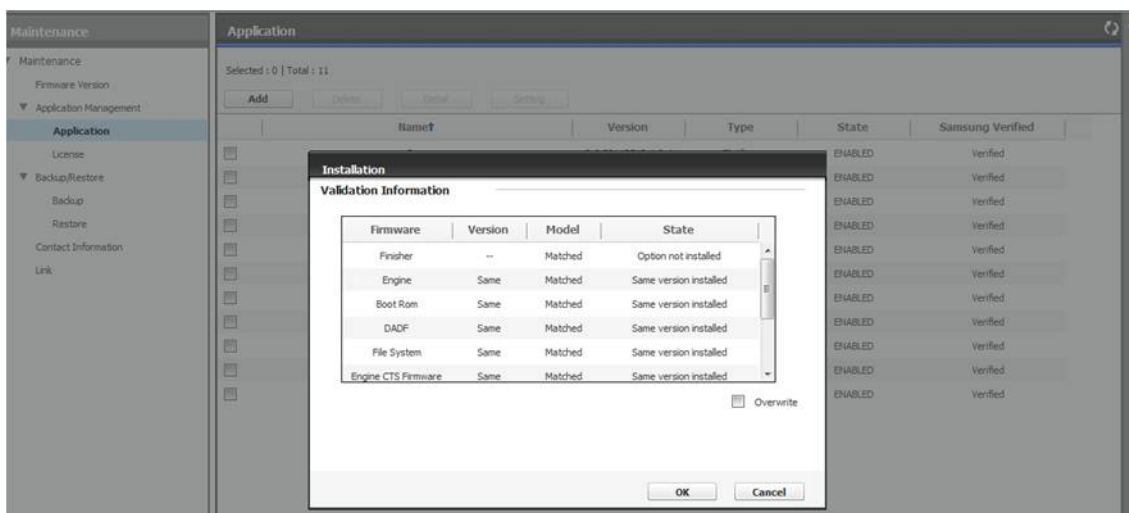 Maintenance
Application
Maintenance
Firmware Version
Application Management
Application
License
Backup/Restore
Backup
Restore
Contact Information
Link
Selected : 0 | Total : 11
Add Delete Detail Setting
Name↑ Version Type State Samsung Verified
ENABLED Verified
ENABLED Verified
ENABLED Verified
ENABLED Verified
ENABLED Verified
ENABLED Verified
ENABLED Verified
ENABLED Verified
ENABLED Verified
ENABLED Verified
ENABLED Verified
Installation
Validation Information
Firmware Version Model State
Finisher -- Matched Option not installed
Engine Same Matched Same version installed
Boot Rom Same Matched Same version installed
DADF Same Matched Same version installed
File System Same Matched Same version installed
Engine CTS Firmware Same Matched Same version installed
Overwrite
OK Cancel